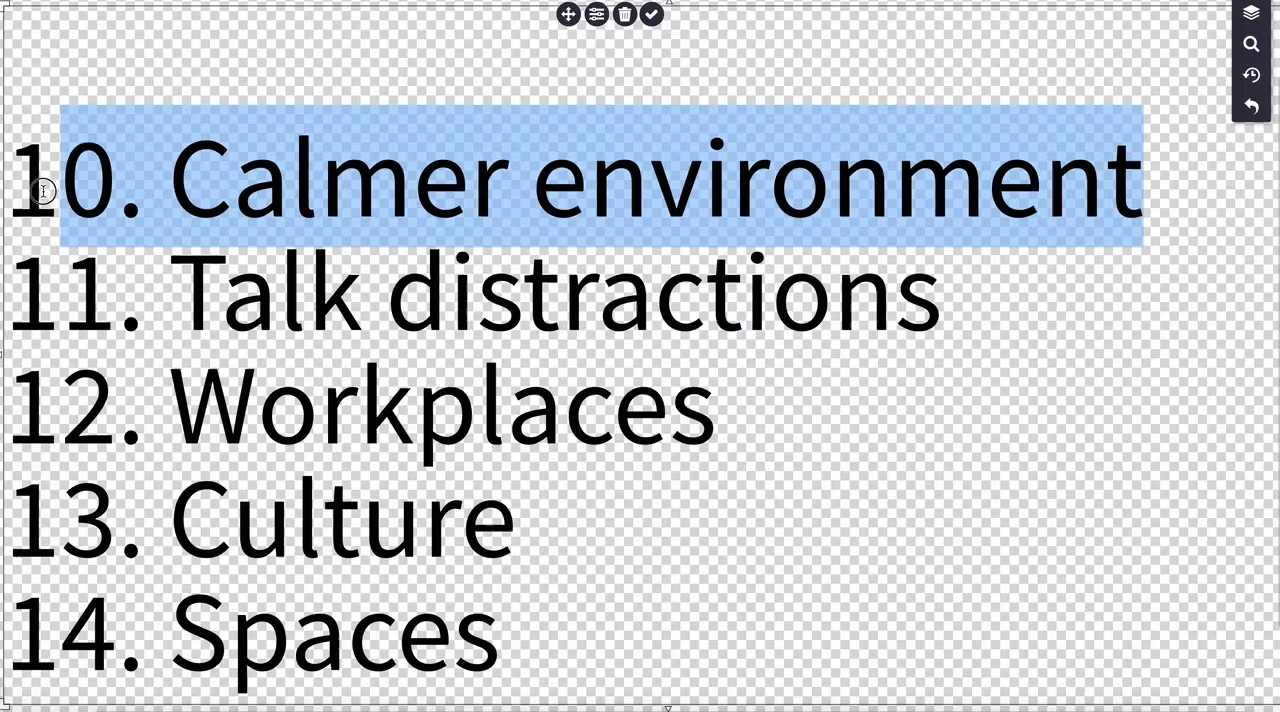 10. Calmer environment
11. Talk distractions
12. Workplaces
13. Culture
14. Spaces